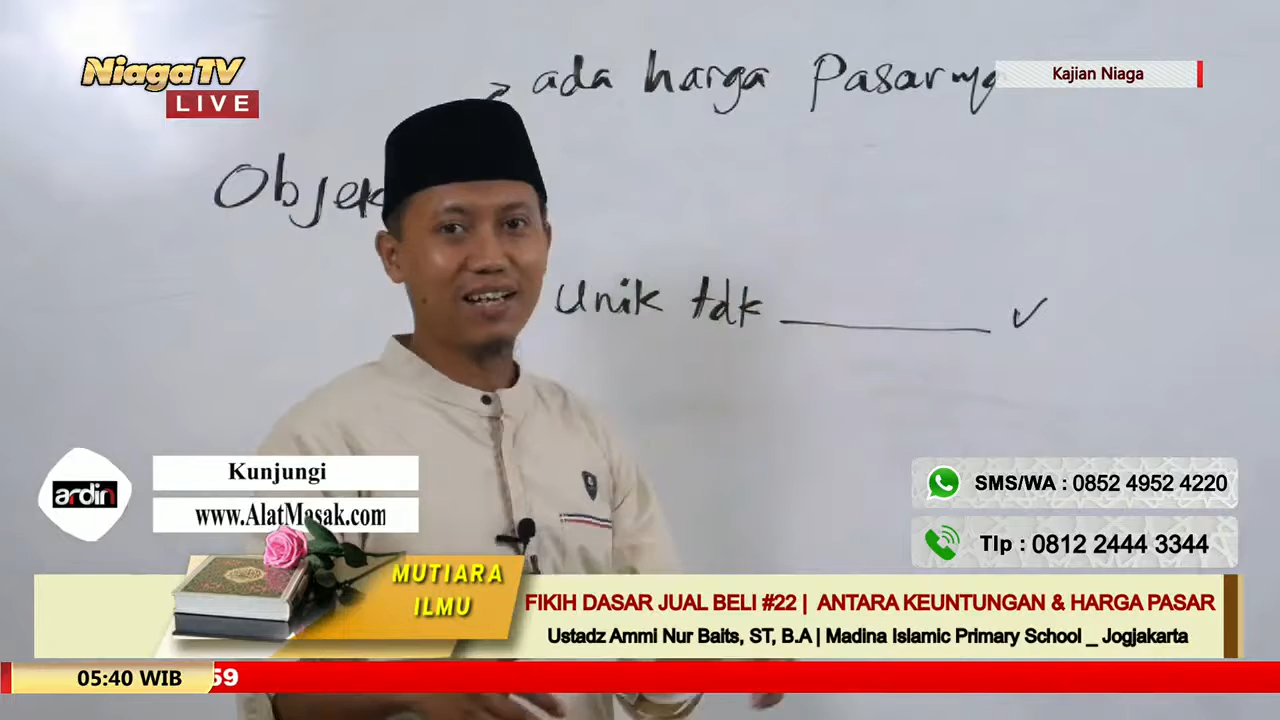 NiagaTV
LIVE
ada harga Pasarnya
Kajian Niaga
Objek
Unik tdk
ardin
Kunjungi
www.AlatMasak.com
SMS/WA : 0852 4952 4220
Tlp : 0812 2444 3344
MUTIARA
ILMU
FIKIH DASAR JUAL BELI #22 | ANTARA KEUNTUNGAN & HARGA PASAR
Ustadz Ammi Nur Baits, ST, B.A | Madina Islamic Primary School _ Jogjakarta
05:40 WIB
59